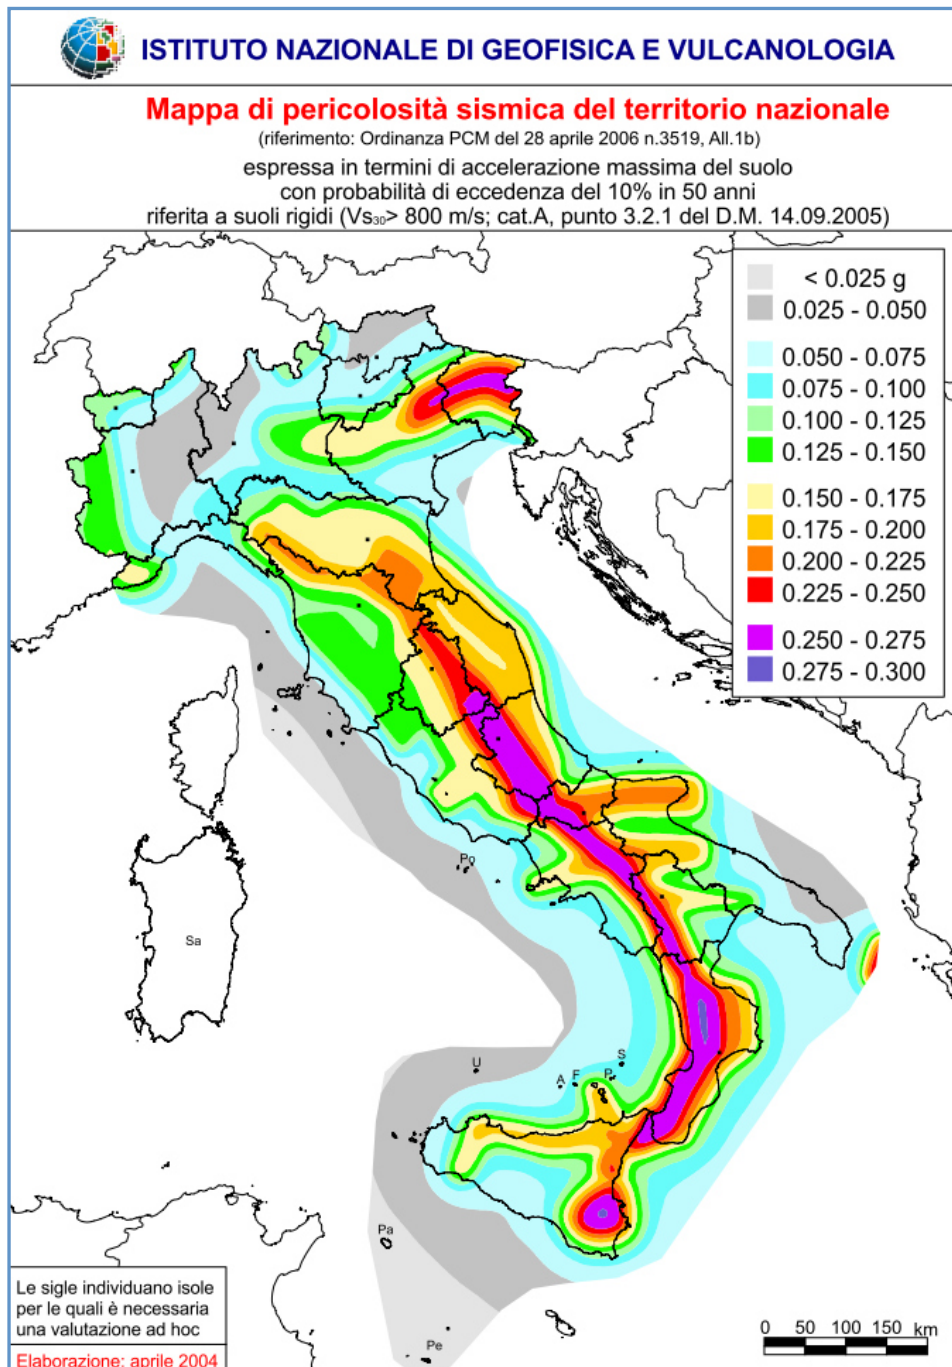 ISTITUTO NAZIONALE DI GEOFISICA E VULCANOLOGIA
Mappa di pericolosità sismica del territorio nazionale
(riferimento: Ordinanza PCM del 28 aprile 2006 n.3519, All.1b)
espressa in termini di accelerazione massima del suolo
con probabilità di eccedenza del 10% in 50 anni
riferita a suoli rigidi (Vs₃₀> 800 m/s; cat.A, punto 3.2.1 del D.M. 14.09.2005)
< 0.025 g
0.025 - 0.050
0.050 - 0.075
0.075 - 0.100
0.100 - 0.125
0.125 - 0.150
0.150 - 0.175
0.175 - 0.200
0.200 - 0.225
0.225 - 0.250
0.250 - 0.275
0.275 - 0.300
Po
Sa
U
S
A
F
P
Pa
Pe
Le sigle individuano isole
per le quali è necessaria
una valutazione ad hoc
Elaborazione: aprile 2004
0 50 100 150 km